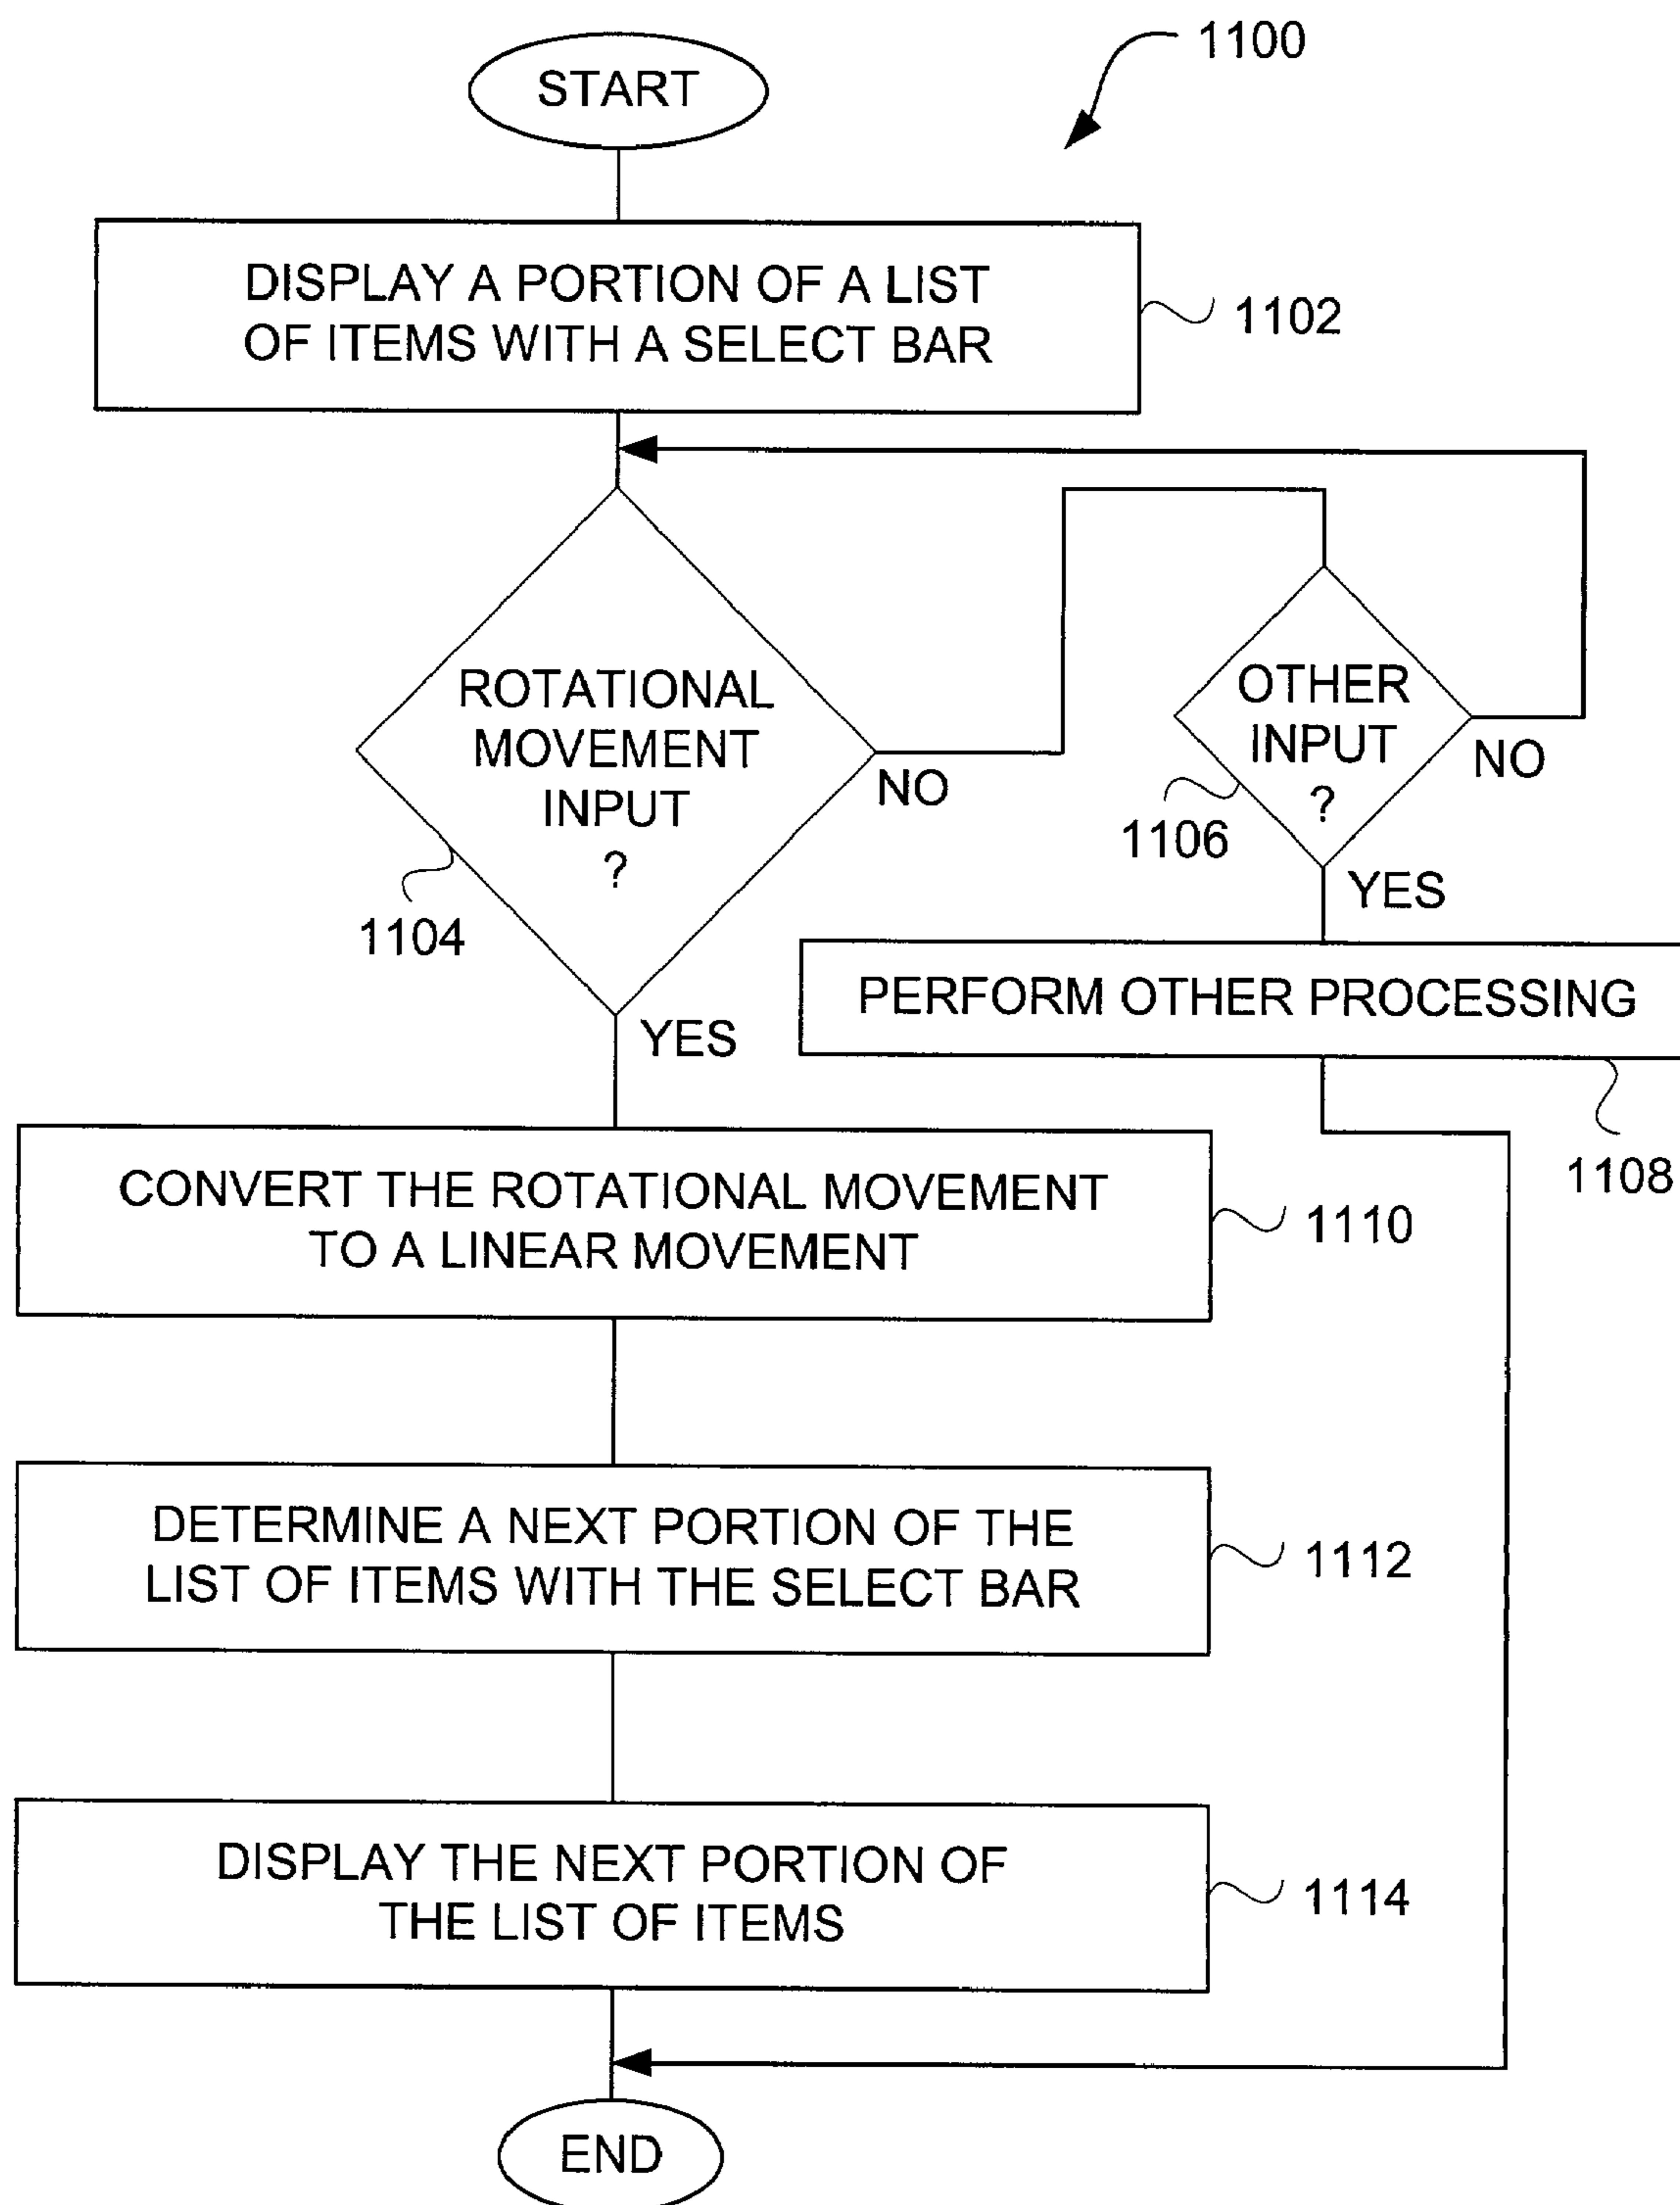 1100
START
DISPLAY A PORTION OF A LIST
OF ITEMS WITH A SELECT BAR
1102
ROTATIONAL
MOVEMENT
INPUT
?
NO
1104
YES
OTHER
INPUT
?
NO
1106
YES
PERFORM OTHER PROCESSING
1108
CONVERT THE ROTATIONAL MOVEMENT
TO A LINEAR MOVEMENT
1110
DETERMINE A NEXT PORTION OF THE
LIST OF ITEMS WITH THE SELECT BAR
1112
DISPLAY THE NEXT PORTION OF
THE LIST OF ITEMS
1114
END